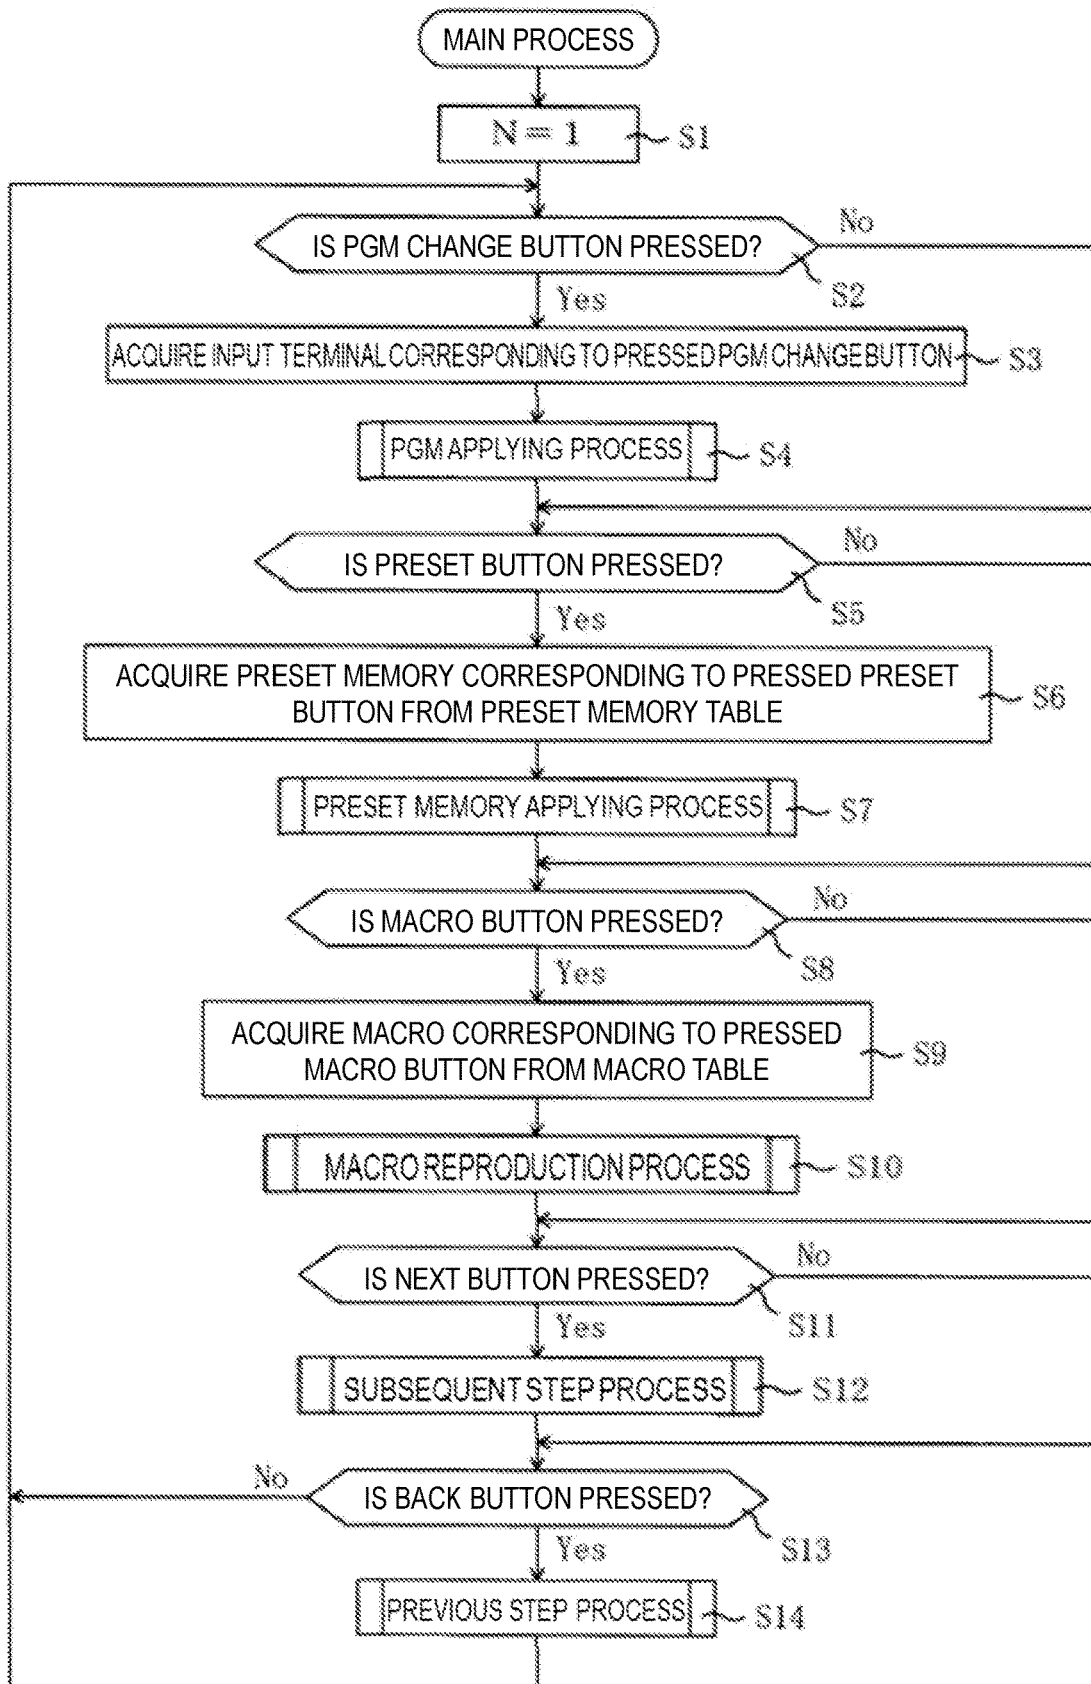 MAIN PROCESS
N = 1
S1
IS PGM CHANGE BUTTON PRESSED?
No
S2
Yes
ACQUIRE INPUT TERMINAL CORRESPONDING TO PRESSED PGM CHANGE BUTTON
S3
PGM APPLYING PROCESS
S4
IS PRESET BUTTON PRESSED?
No
S5
Yes
ACQUIRE PRESET MEMORY CORRESPONDING TO PRESSED PRESET
BUTTON FROM PRESET MEMORY TABLE
S6
PRESET MEMORY APPLYING PROCESS
S7
IS MACRO BUTTON PRESSED?
No
S8
Yes
ACQUIRE MACRO CORRESPONDING TO PRESSED
MACRO BUTTON FROM MACRO TABLE
S9
MACRO REPRODUCTION PROCESS
S10
IS NEXT BUTTON PRESSED?
No
S11
Yes
SUBSEQUENT STEP PROCESS
S12
No
IS BACK BUTTON PRESSED?
S13
Yes
PREVIOUS STEP PROCESS
S14